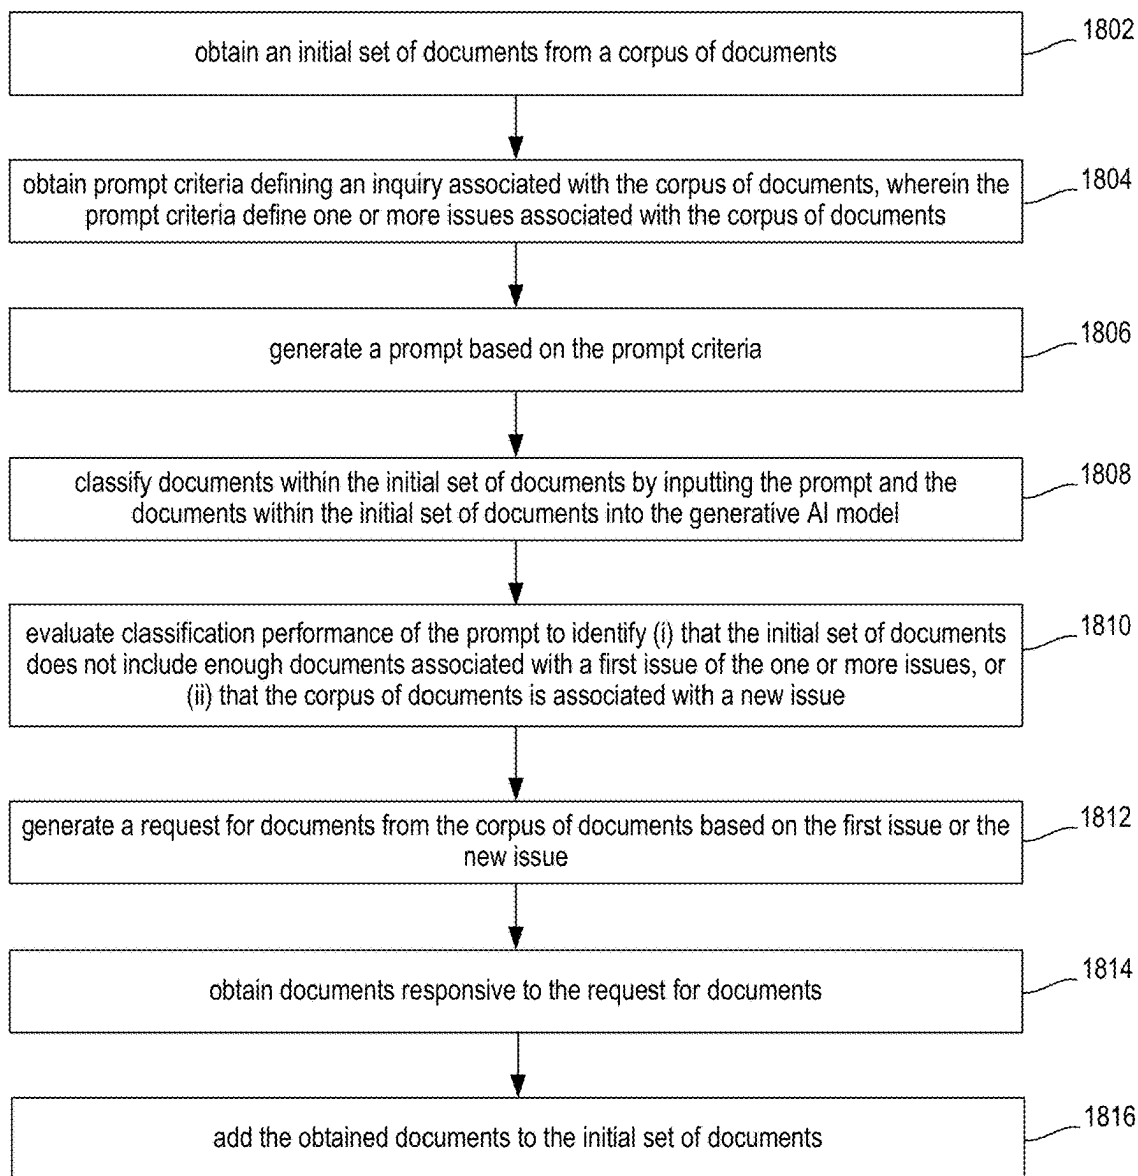 obtain an initial set of documents from a corpus of documents
1802
obtain prompt criteria defining an inquiry associated with the corpus of documents, wherein the
prompt criteria define one or more issues associated with the corpus of documents
1804
generate a prompt based on the prompt criteria
1806
classify documents within the initial set of documents by inputting the prompt and the
documents within the initial set of documents into the generative AI model
1808
evaluate classification performance of the prompt to identify (i) that the initial set of documents
does not include enough documents associated with a first issue of the one or more issues, or
(ii) that the corpus of documents is associated with a new issue
1810
generate a request for documents from the corpus of documents based on the first issue or the
new issue
1812
obtain documents responsive to the request for documents
1814
add the obtained documents to the initial set of documents
1816